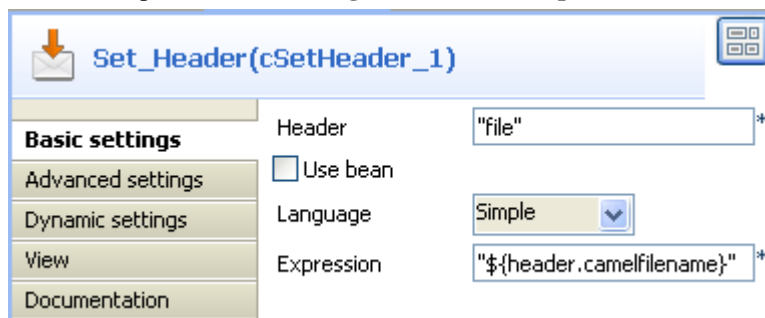 Set_Header(cSetHeader_1)
Basic settings
Advanced settings
Dynamic settings
View
Documentation
Header "file" *
Use bean
Language Simple
Expression "${header.camelfilename}" *